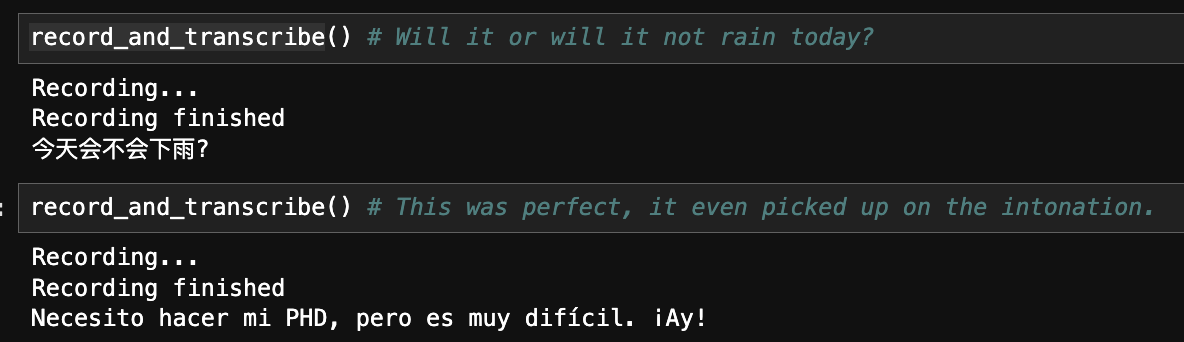 record_and_transcribe() # Will it or will it not rain today?
Recording...
Recording finished
今天会不会下雨?
:
record_and_transcribe() # This was perfect, it even picked up on the intonation.
Recording...
Recording finished
Necesito hacer mi PHD, pero es muy difícil. ¡Ay!